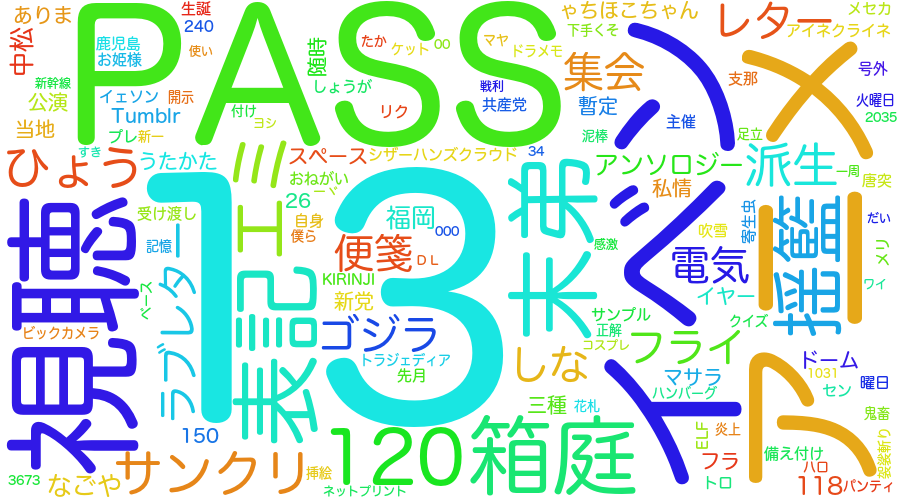 PASS
13
視聴
アメイベンド
未弟
表記
エミ
揺籃
箱庭
120
ひょう
サンクリ
ゴジラ
便箋
福岡
集会
レター
派生
電気
アンソロジー
フライ
しな
ラブレター
うたかた
ありま
中松
生誕
240
使い
鹿児島
お姫様
新幹線
公演
イェソン
開示
Tumblr
当地
プレ
新一
すき
付け
ヨシ
随時
しょうが
たか
ケット
00
リク
マヤ
ドラメモ
戦利
共産党
ゃちほこちゃん
下手くそ
暫定
泥棒
主催
支那
メセカ
アイネクライネ
号外
火曜日
2035
足立
一周
唐突
スペース
シザーハンズクラウド
34
おねがい
26
自身
僕ら
受け渡し
記憶
ペース
000
DL
KIRINJI
新党
トラジェディア
先月
ビックカメラ
感激
私情
吹雪
寄生虫
だい
メリ
ワイ
イヤー
クイズ
サンプル
正解
コスプレ
マサラ
ハンバーグ
ドーム
1031
セン
曜日
鬼畜
三種
花札
ELF
炎上
フラ
トロ
備え付け
ハロ
118
パンティ
袈裟斬り
150
3673
なごや
挿絵
ネットプリント